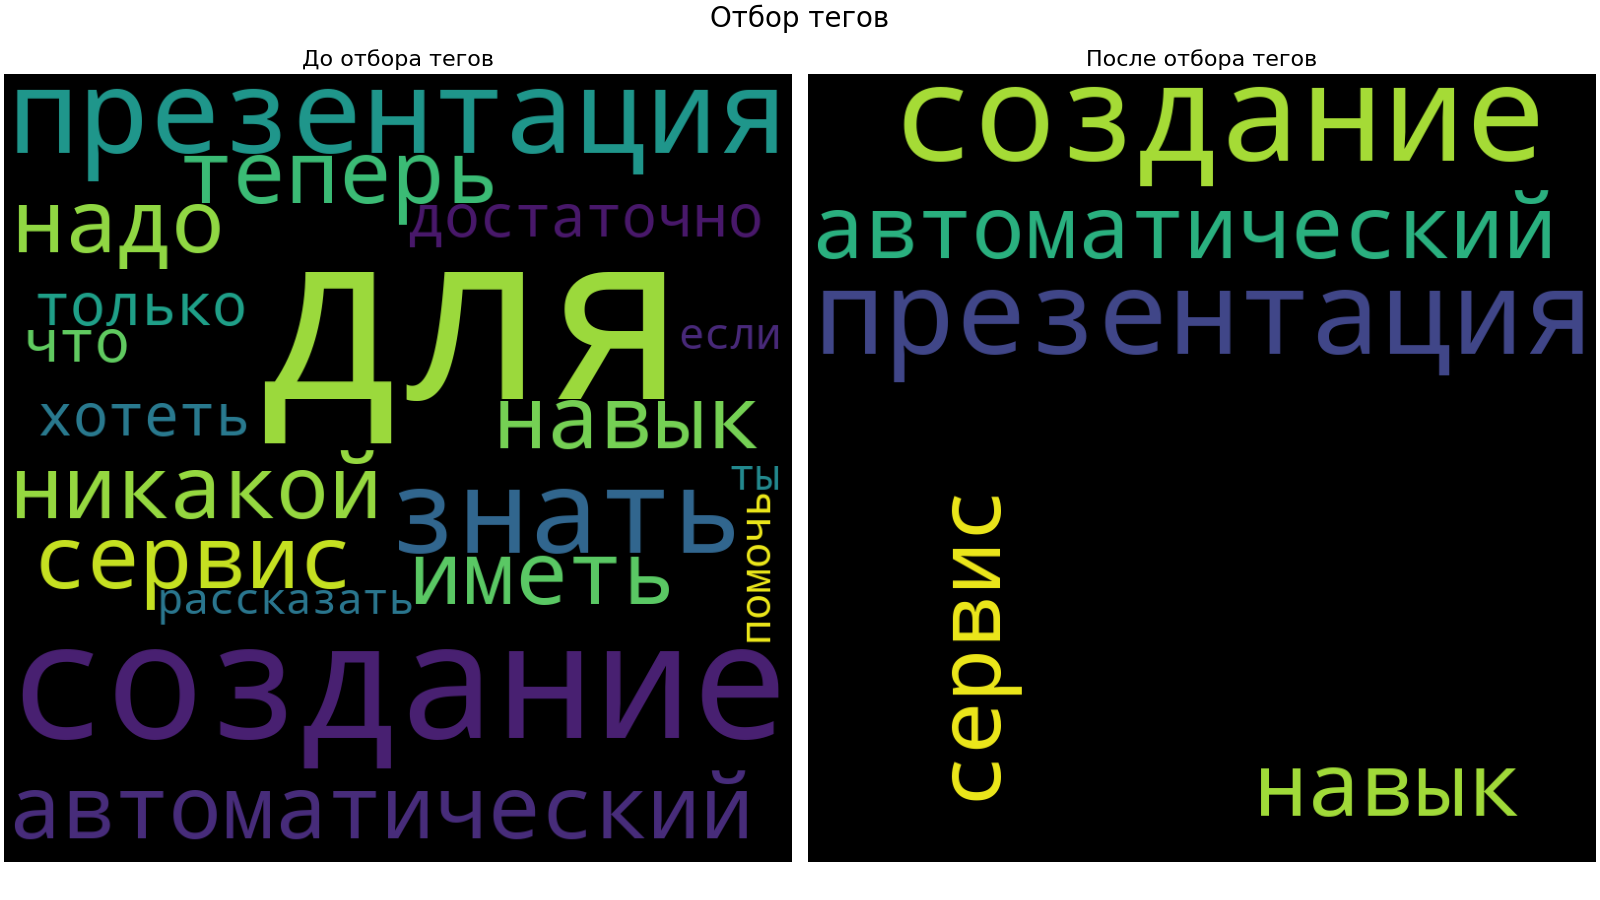 Отбор тегов
До отбора тегов
презентация
теперь
надо
достаточно
для
только
что
если
хотеть
навык
никакой
знать
ты
помочь
сервис
иметь
рассказать
создание
автоматический
После отбора тегов
создание
автоматический
презентация
сервис
навык